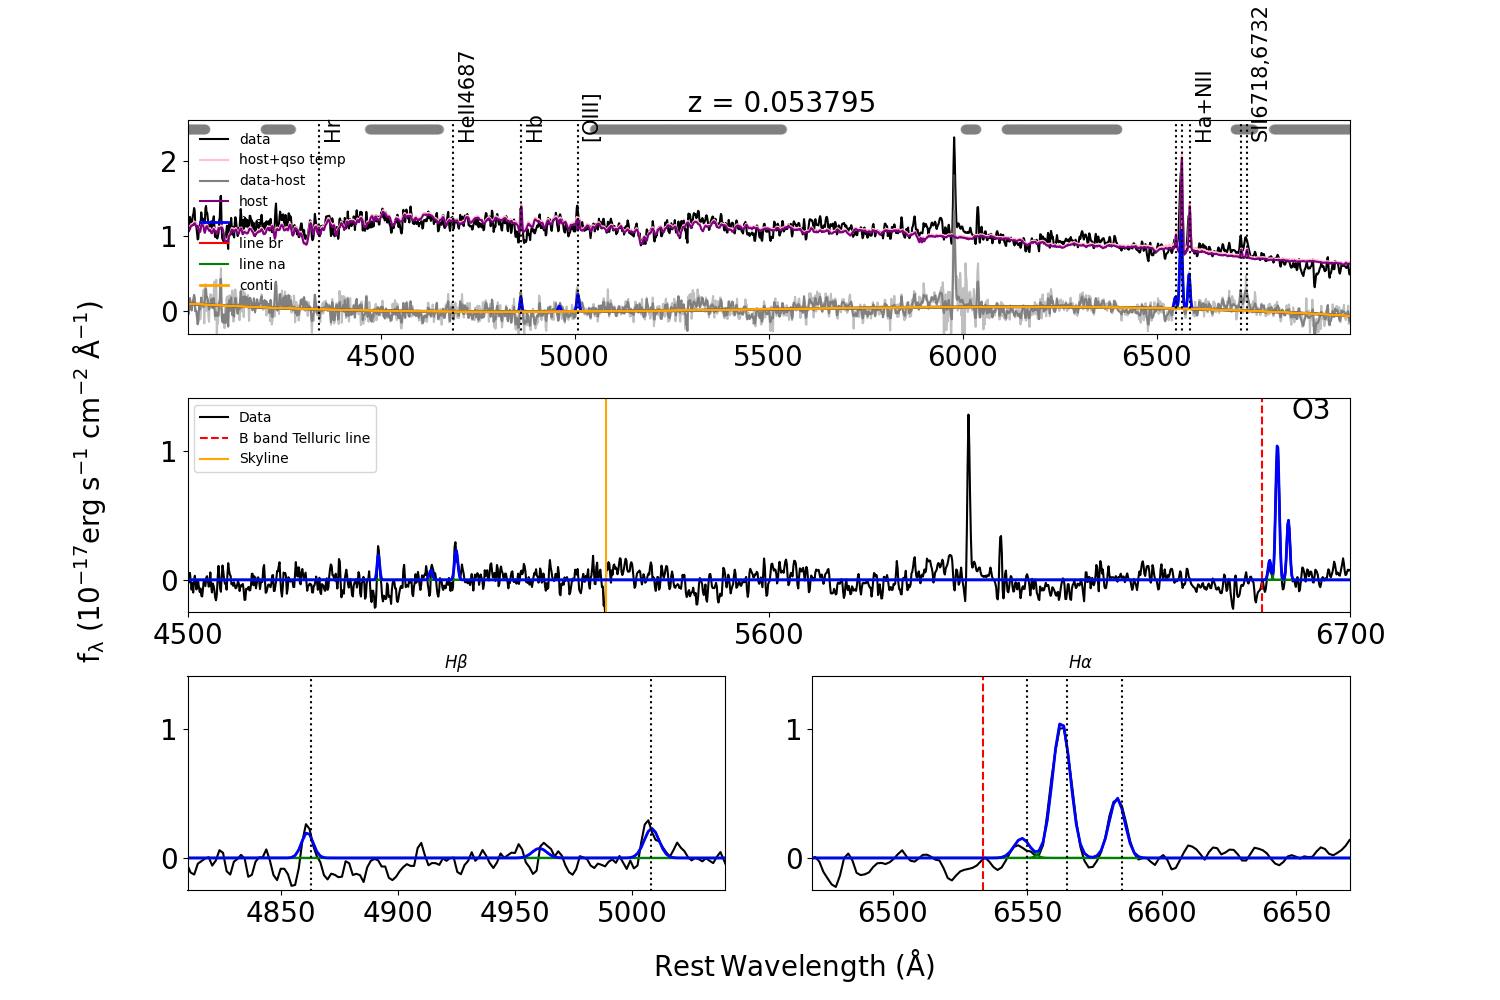 z = 0.053795
Hr
HeII4687
Hb
[OIII]
Ha+NII
SII6718,6732
data
host+qso temp
data-host
host
line br
line na
conti
2
1
0
4500
5000
5500
6000
6500
Data
B band Telluric line
Skyline
O3
1
0
4500
5600
6700
fλ (10⁻¹⁷erg s⁻¹ cm⁻² Å⁻¹)
Hβ
1
0
4850
4900
4950
5000
Hα
1
0
6500
6550
6600
6650
Rest Wavelength (Å)